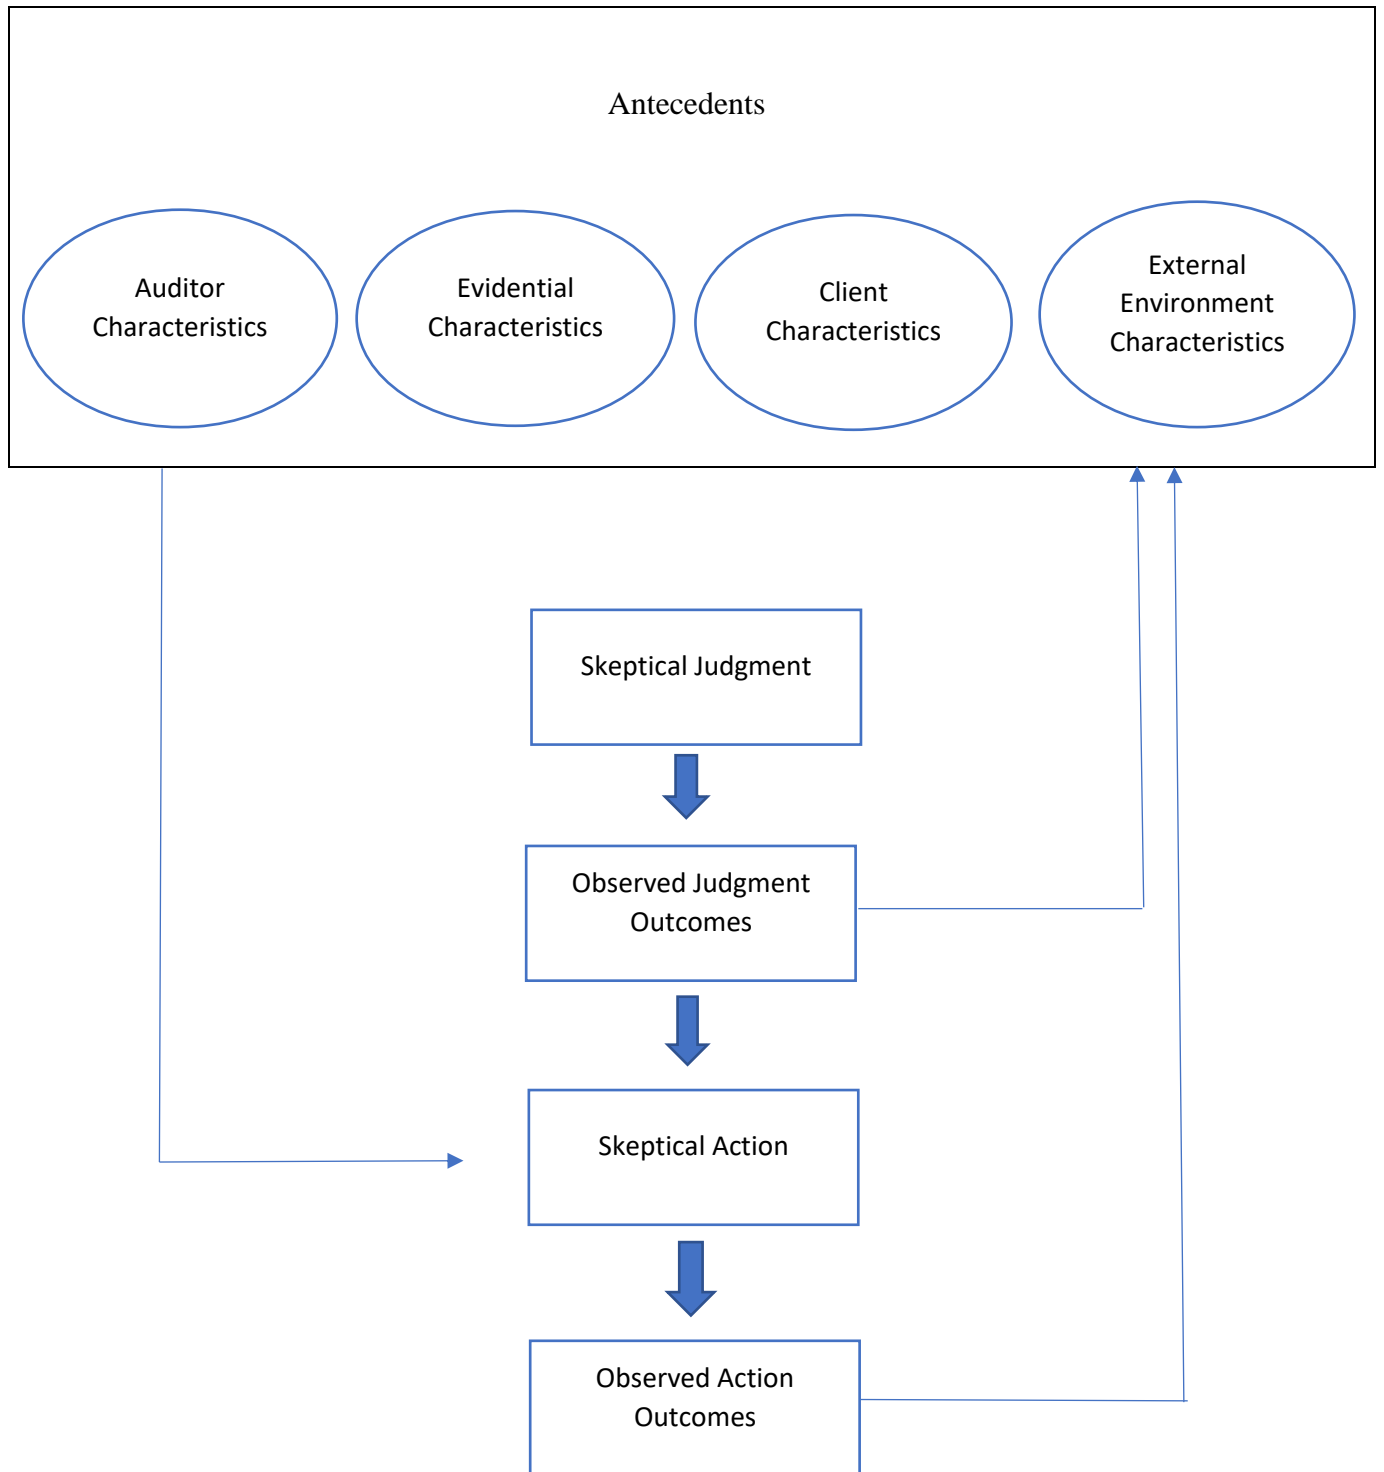 Antecedents
Auditor
Characteristics
Evidential
Characteristics
Client
Characteristics
External
Environment
Characteristics
Skeptical Judgment
Observed Judgment
Outcomes
Skeptical Action
Observed Action
Outcomes